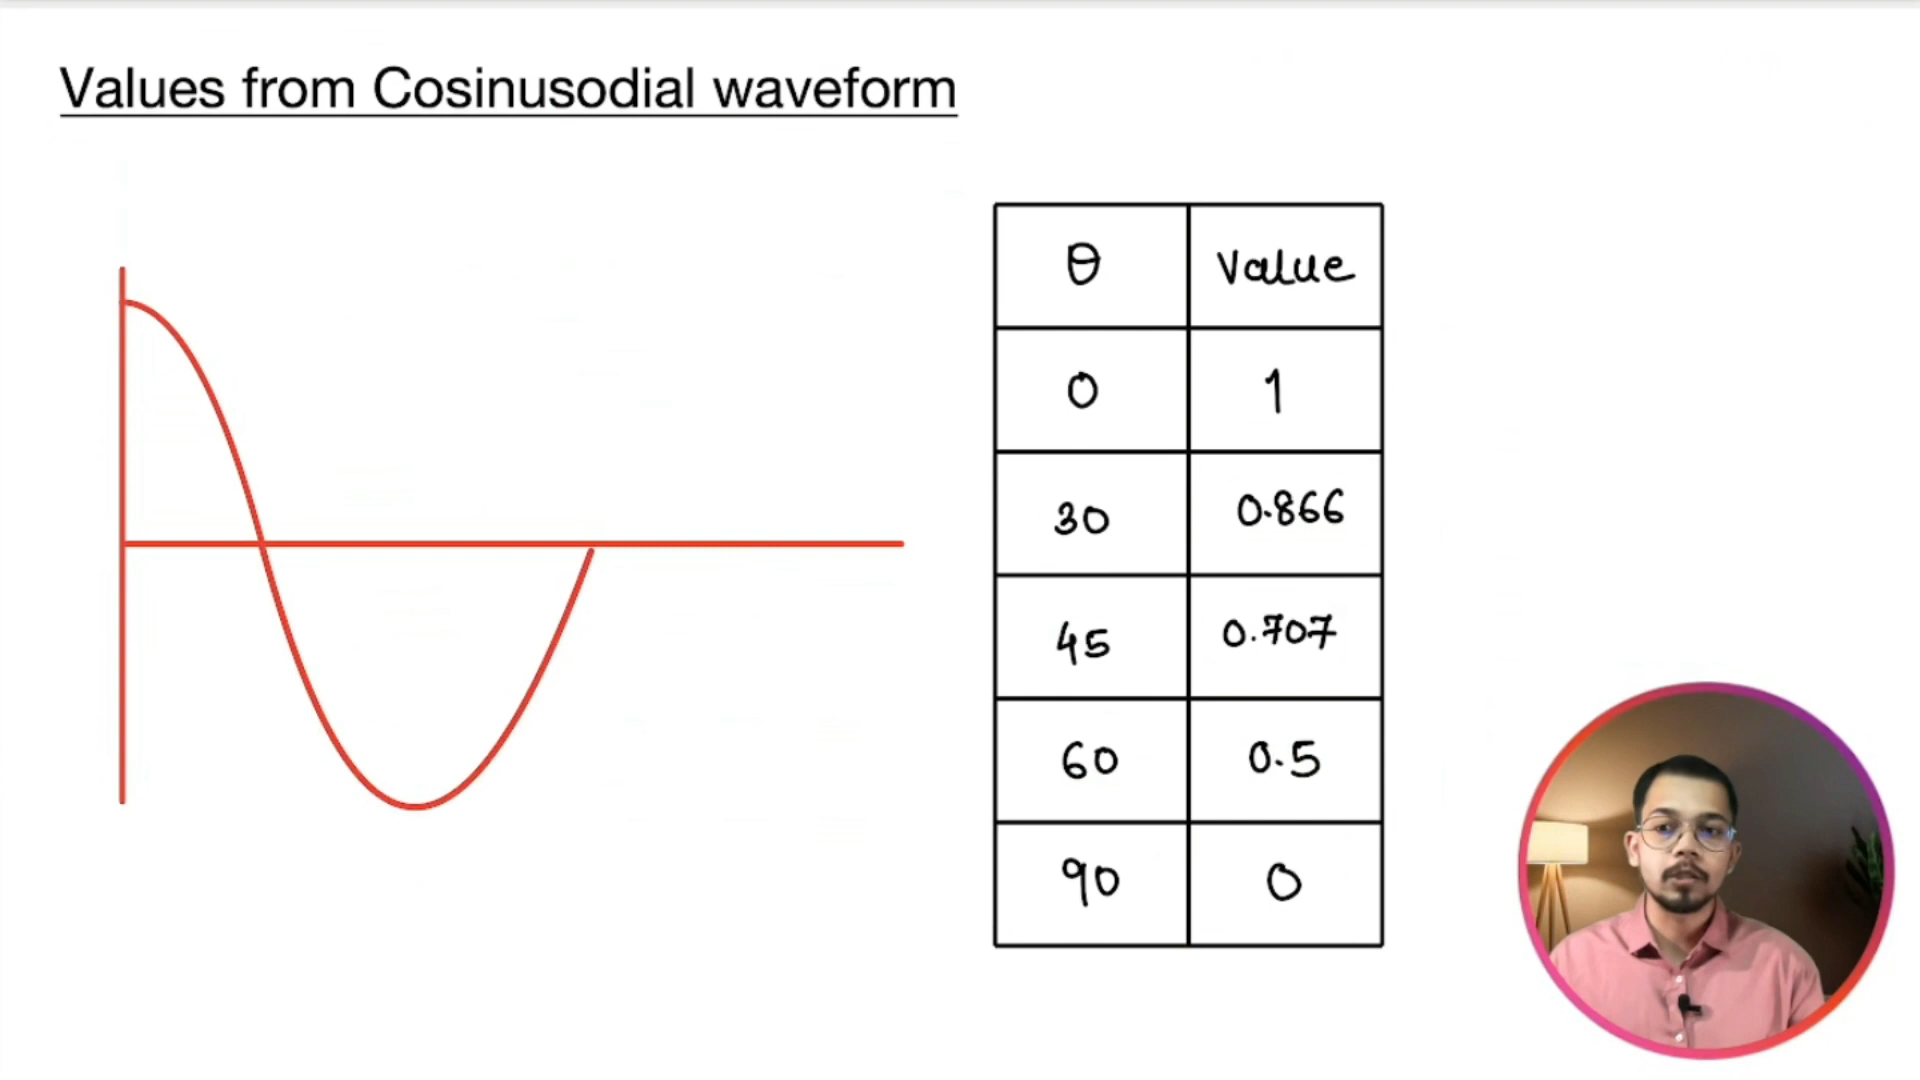 Values from Cosinusodial waveform
θ Value
0 1
30 0.866
45 0.707
60 0.5
90 0